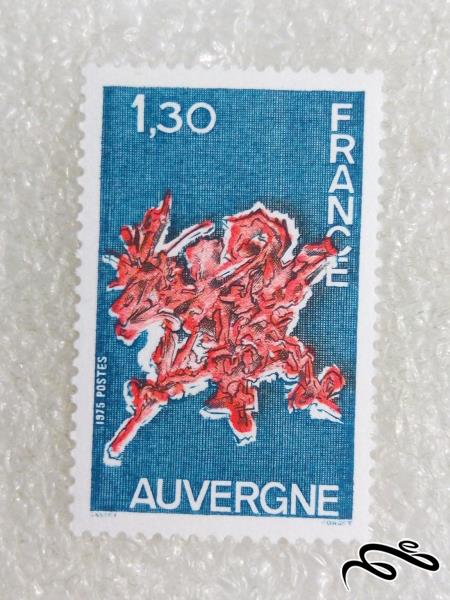 1,30
FRANCE
1975 POSTES
AUVERGNE